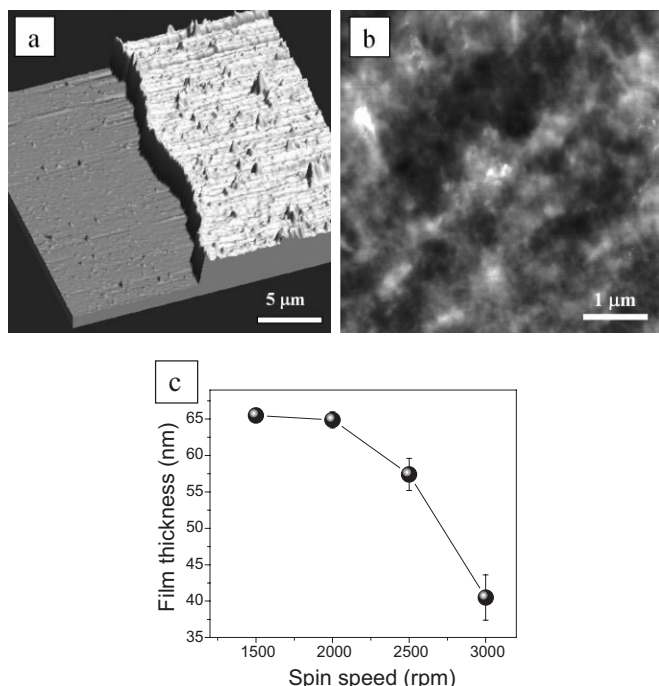 a
5 μm
b
1 μm
c
Film thickness (nm)
65
60
55
50
45
40
35
1500 2000 2500 3000
Spin speed (rpm)